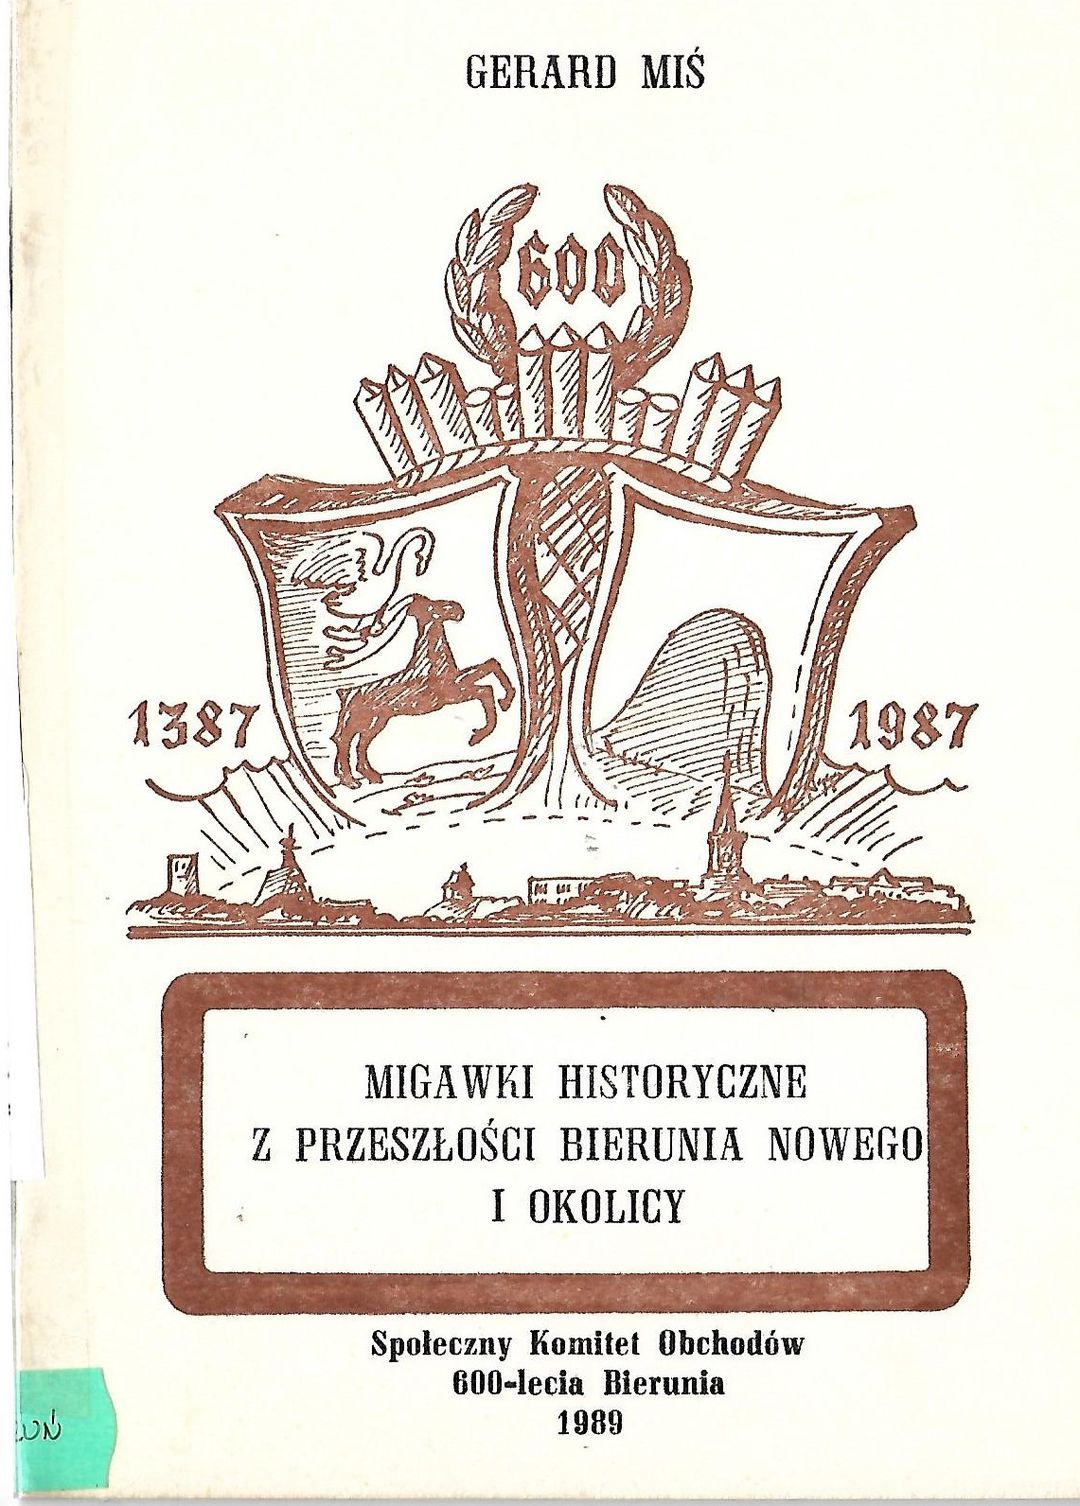 GERARD MIŚ
600
1387
1987
MIGAWKI HISTORYCZNE
Z PRZESZŁOŚCI BIERUNIA NOWEGO
I OKOLICY
Społeczny Komitet Obchodów
600-lecia Bierunia
1989